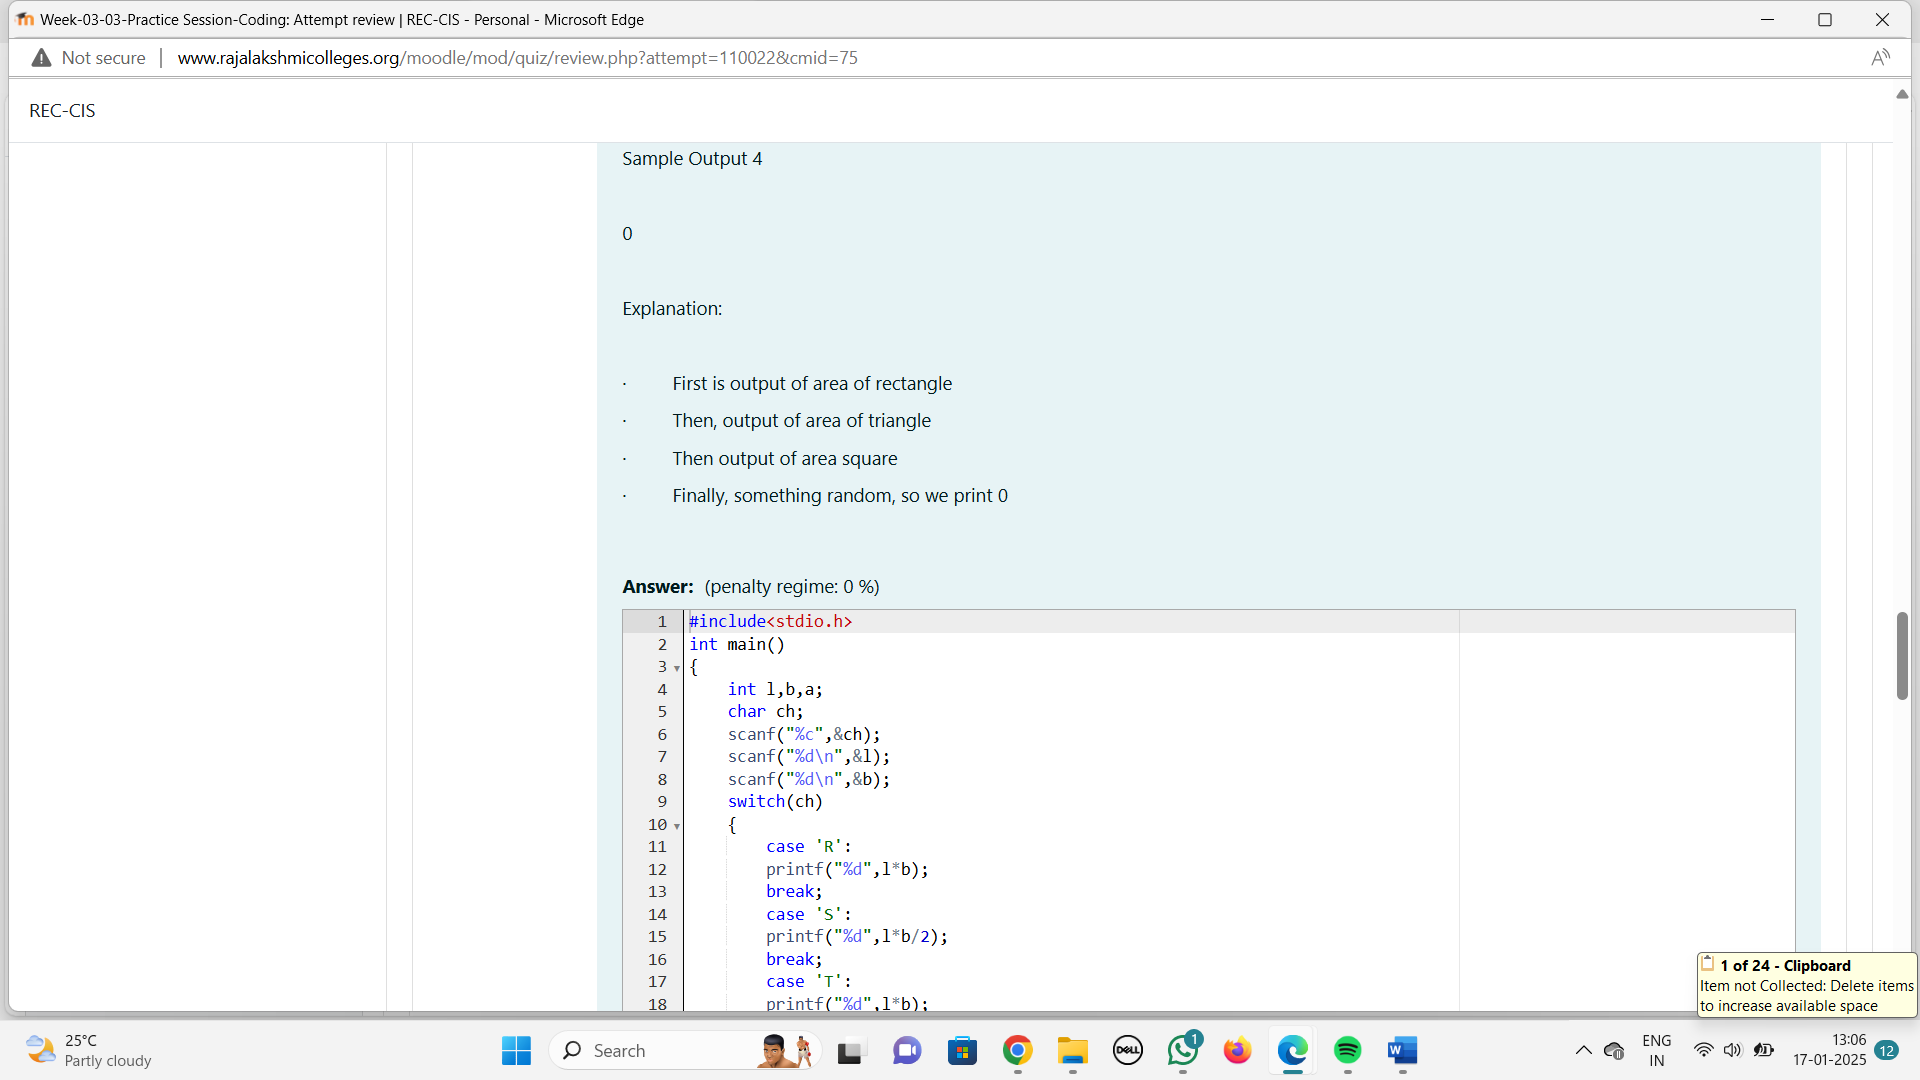 Week-03-03-Practice Session-Coding: Attempt review | REC-CIS - Personal - Microsoft Edge
Not secure | www.rajalakshmicolleges.org/moodle/mod/quiz/review.php?attempt=110022&cmid=75
REC-CIS
Sample Output 4
0
Explanation:
· First is output of area of rectangle
· Then, output of area of triangle
· Then output of area square
· Finally, something random, so we print 0
Answer: (penalty regime: 0 %)
1 #include<stdio.h>
2 int main()
3 {
4 int l,b,a;
5 char ch;
6 scanf("%c",&ch);
7 scanf("%d\n",&l);
8 scanf("%d\n",&b);
9 switch(ch)
10 {
11 case 'R':
12 printf("%d",l*b);
13 break;
14 case 'S':
15 printf("%d",l*b/2);
16 break;
17 case 'T':
18 printf("%d",l*b);
1 of 24 - Clipboard
Item not Collected: Delete items
to increase available space
25°C
Partly cloudy
Search
DELL
1
W
ENG
IN
13:06
17-01-2025
12